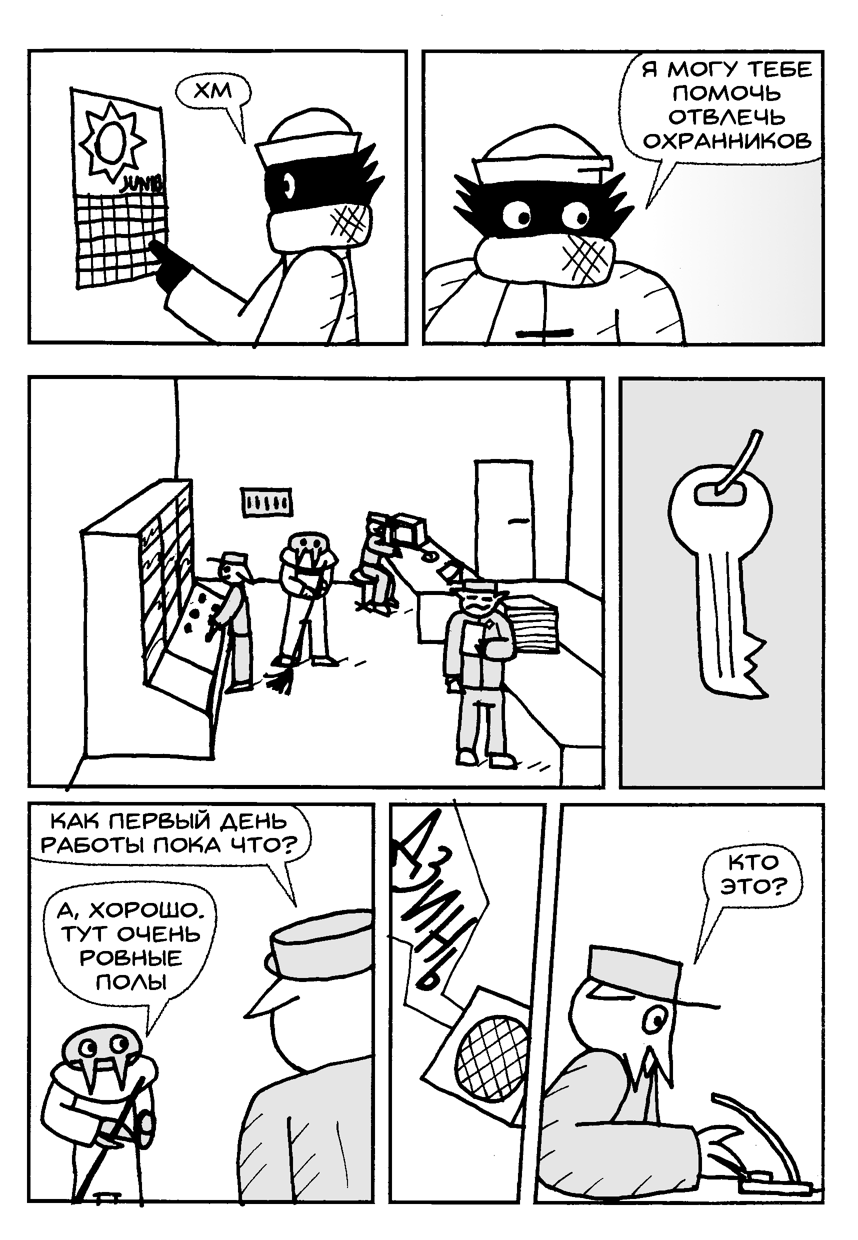 ХМ
JUNIB
Я МОГУ ТЕБЕ
ПОМОЧЬ
ОТВЛЕЧЬ
ОХРАННИКОВ
КАК ПЕРВЫЙ ДЕНЬ
РАБОТЫ ПОКА ЧТО?
А, ХОРОШО.
ТУТ ОЧЕНЬ
РОВНЫЕ
ПОЛЫ
ДЗИНЬ
КТО
ЭТО?